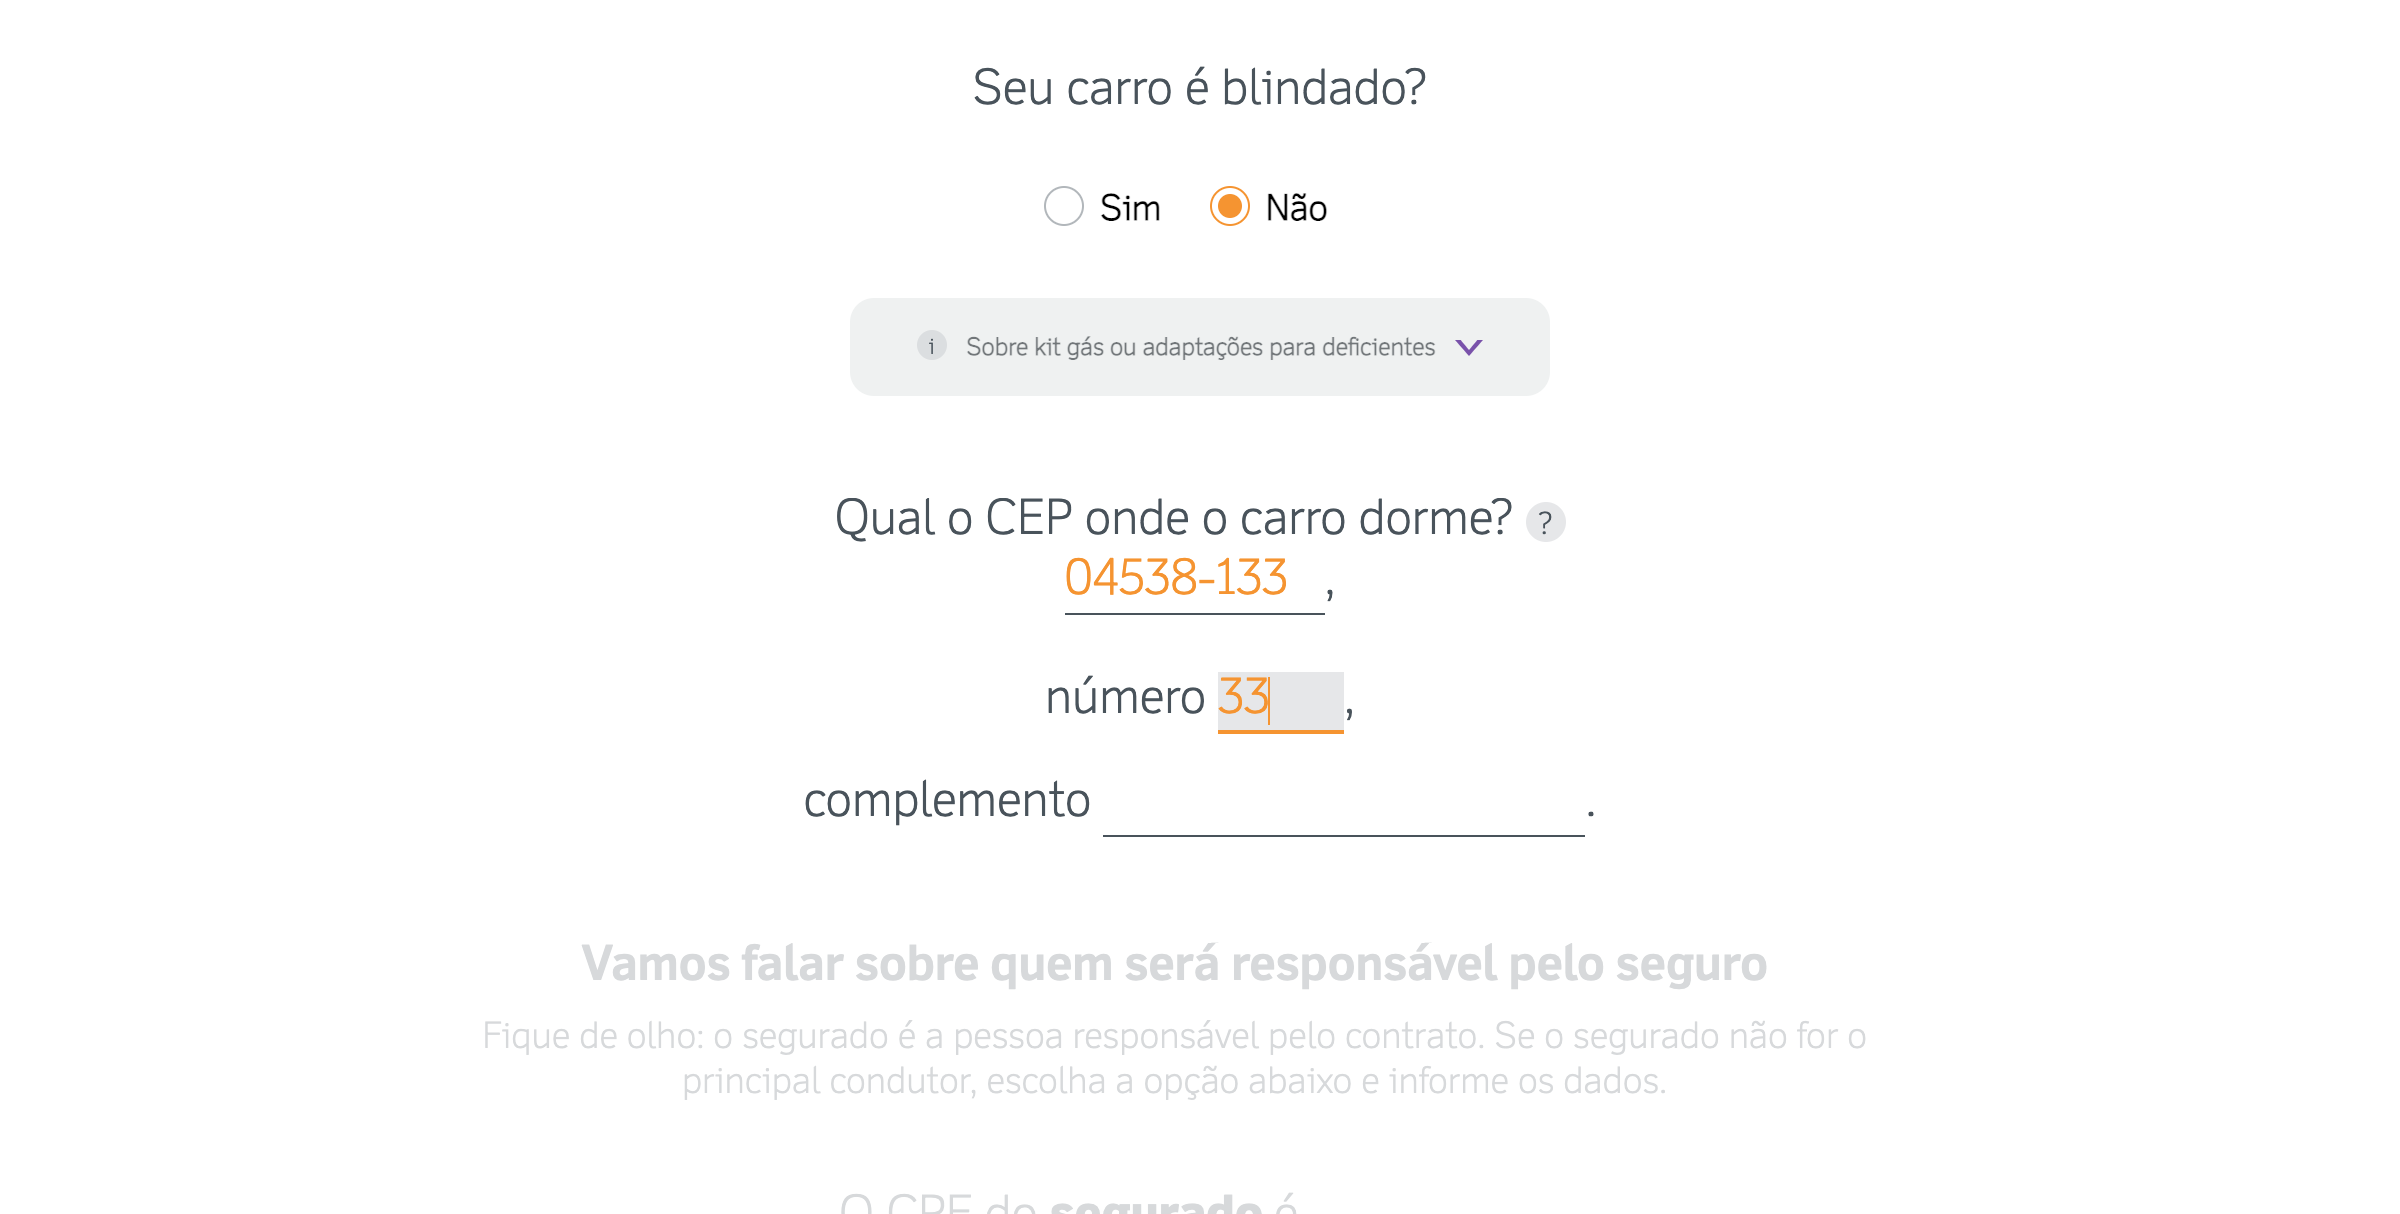 Seu carro é blindado?
Sim Não
i Sobre kit gás ou adaptações para deficientes
Qual o CEP onde o carro dorme? ?
04538-133 ,
número 33 ,
complemento .
Vamos falar sobre quem será responsável pelo seguro
Fique de olho: o segurado é a pessoa responsável pelo contrato. Se o segurado não for o
principal condutor, escolha a opção abaixo e informe os dados.
O CPF do segurado é